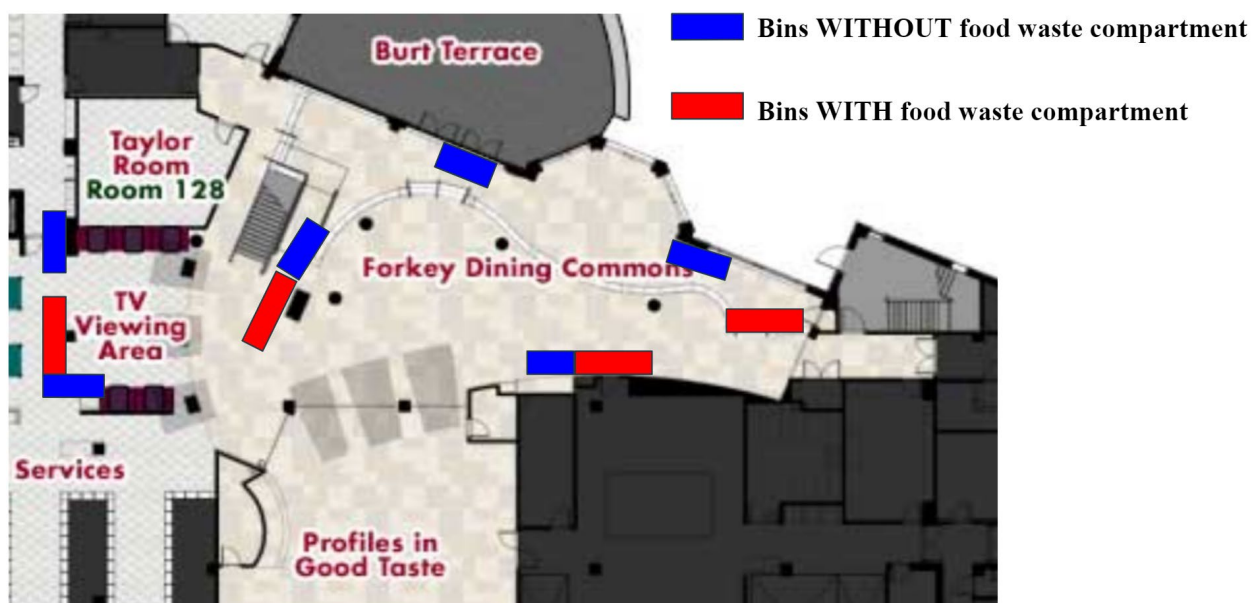 Bins WITHOUT food waste compartment
Bins WITH food waste compartment
Burt Terrace
Taylor
Room
Room 128
Forkey Dining Commons
TV
Viewing
Area
Services
Profiles in
Good Taste